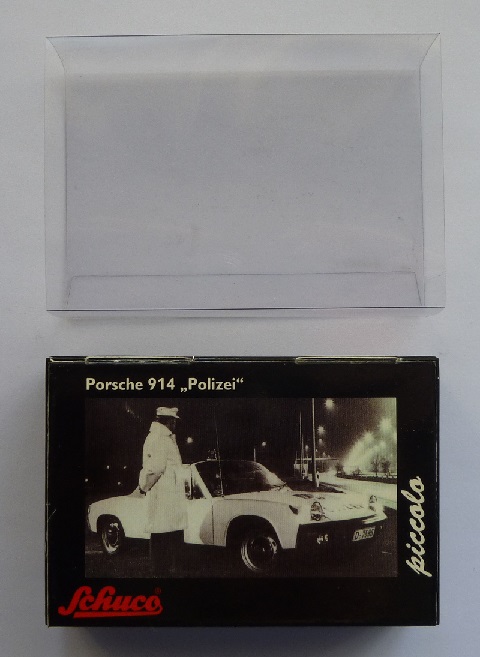 Porsche 914 „Polizei“
piccolo
Schuco